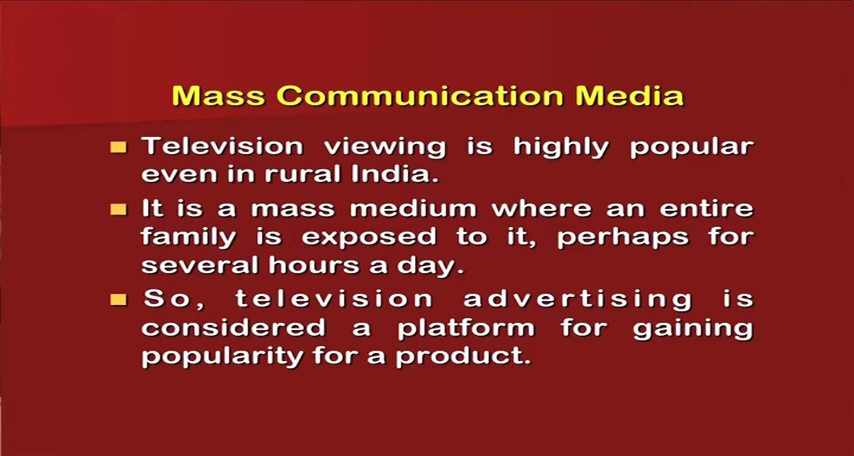 Mass Communication Media
Television viewing is highly popular
even in rural India.
It is a mass medium where an entire
family is exposed to it, perhaps for
several hours a day.
So, television advertising is
considered a platform for gaining
popularity for a product.